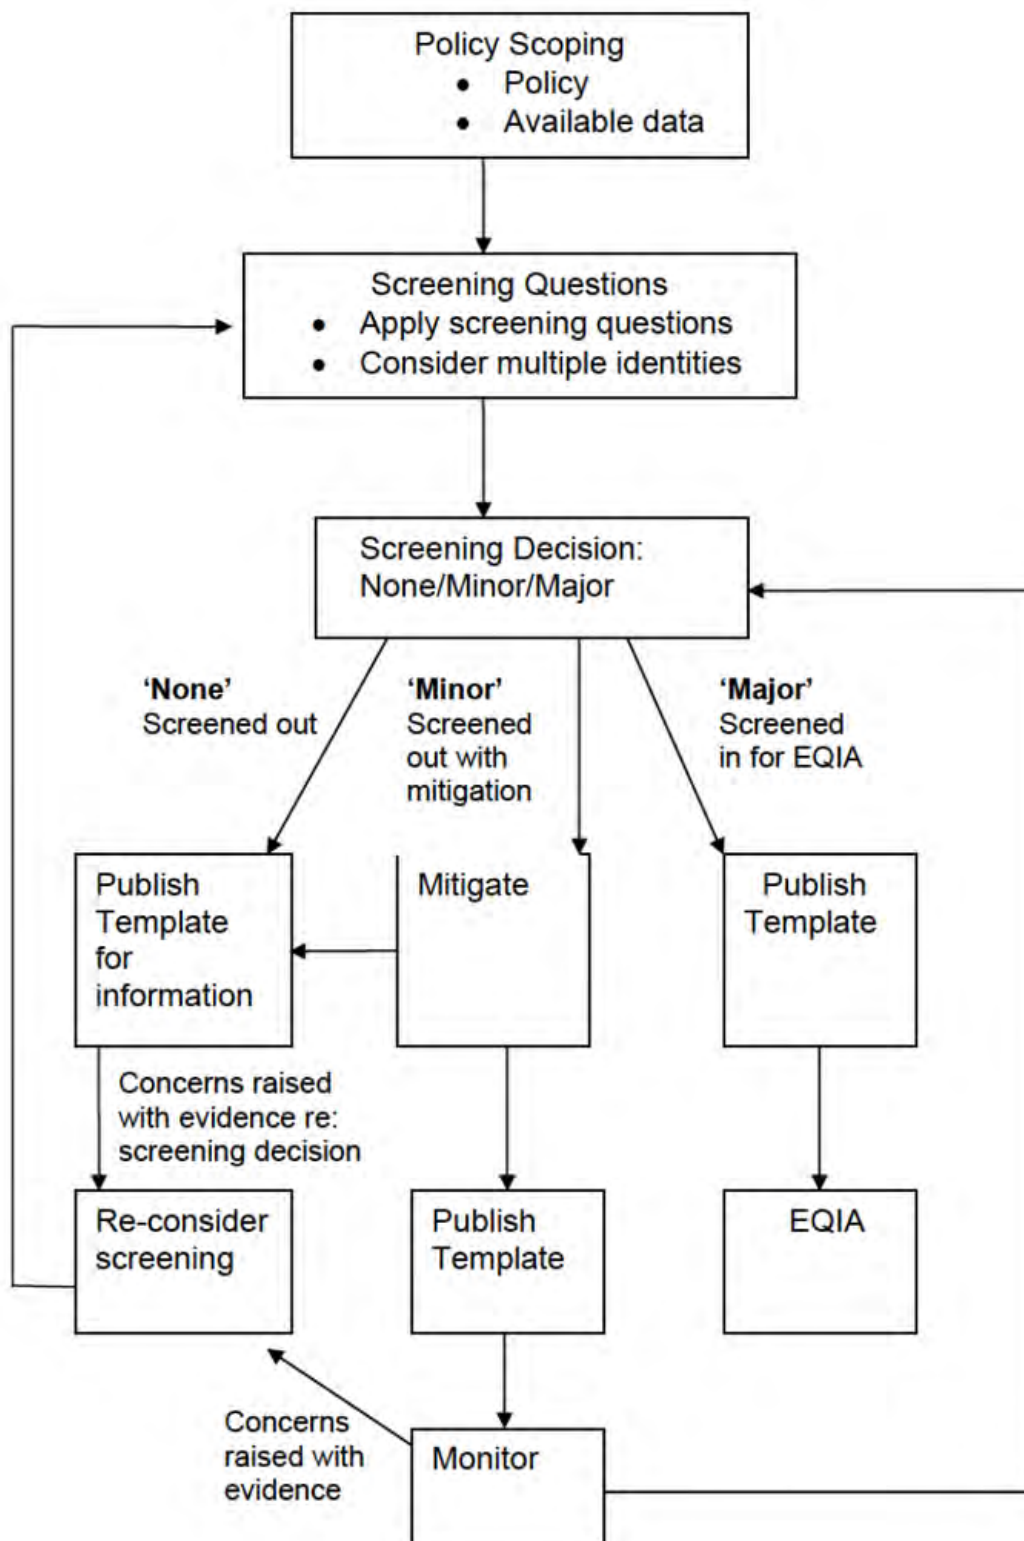 Policy Scoping
• Policy
• Available data
Screening Questions
• Apply screening questions
• Consider multiple identities
Screening Decision:
None/Minor/Major
‘None’
Screened out
‘Minor’
Screened
out with
mitigation
‘Major’
Screened
in for EQIA
Publish
Template
for
information
Mitigate
Publish
Template
Concerns raised
with evidence re:
screening decision
Re-consider
screening
Publish
Template
EQIA
Concerns
raised with
evidence
Monitor